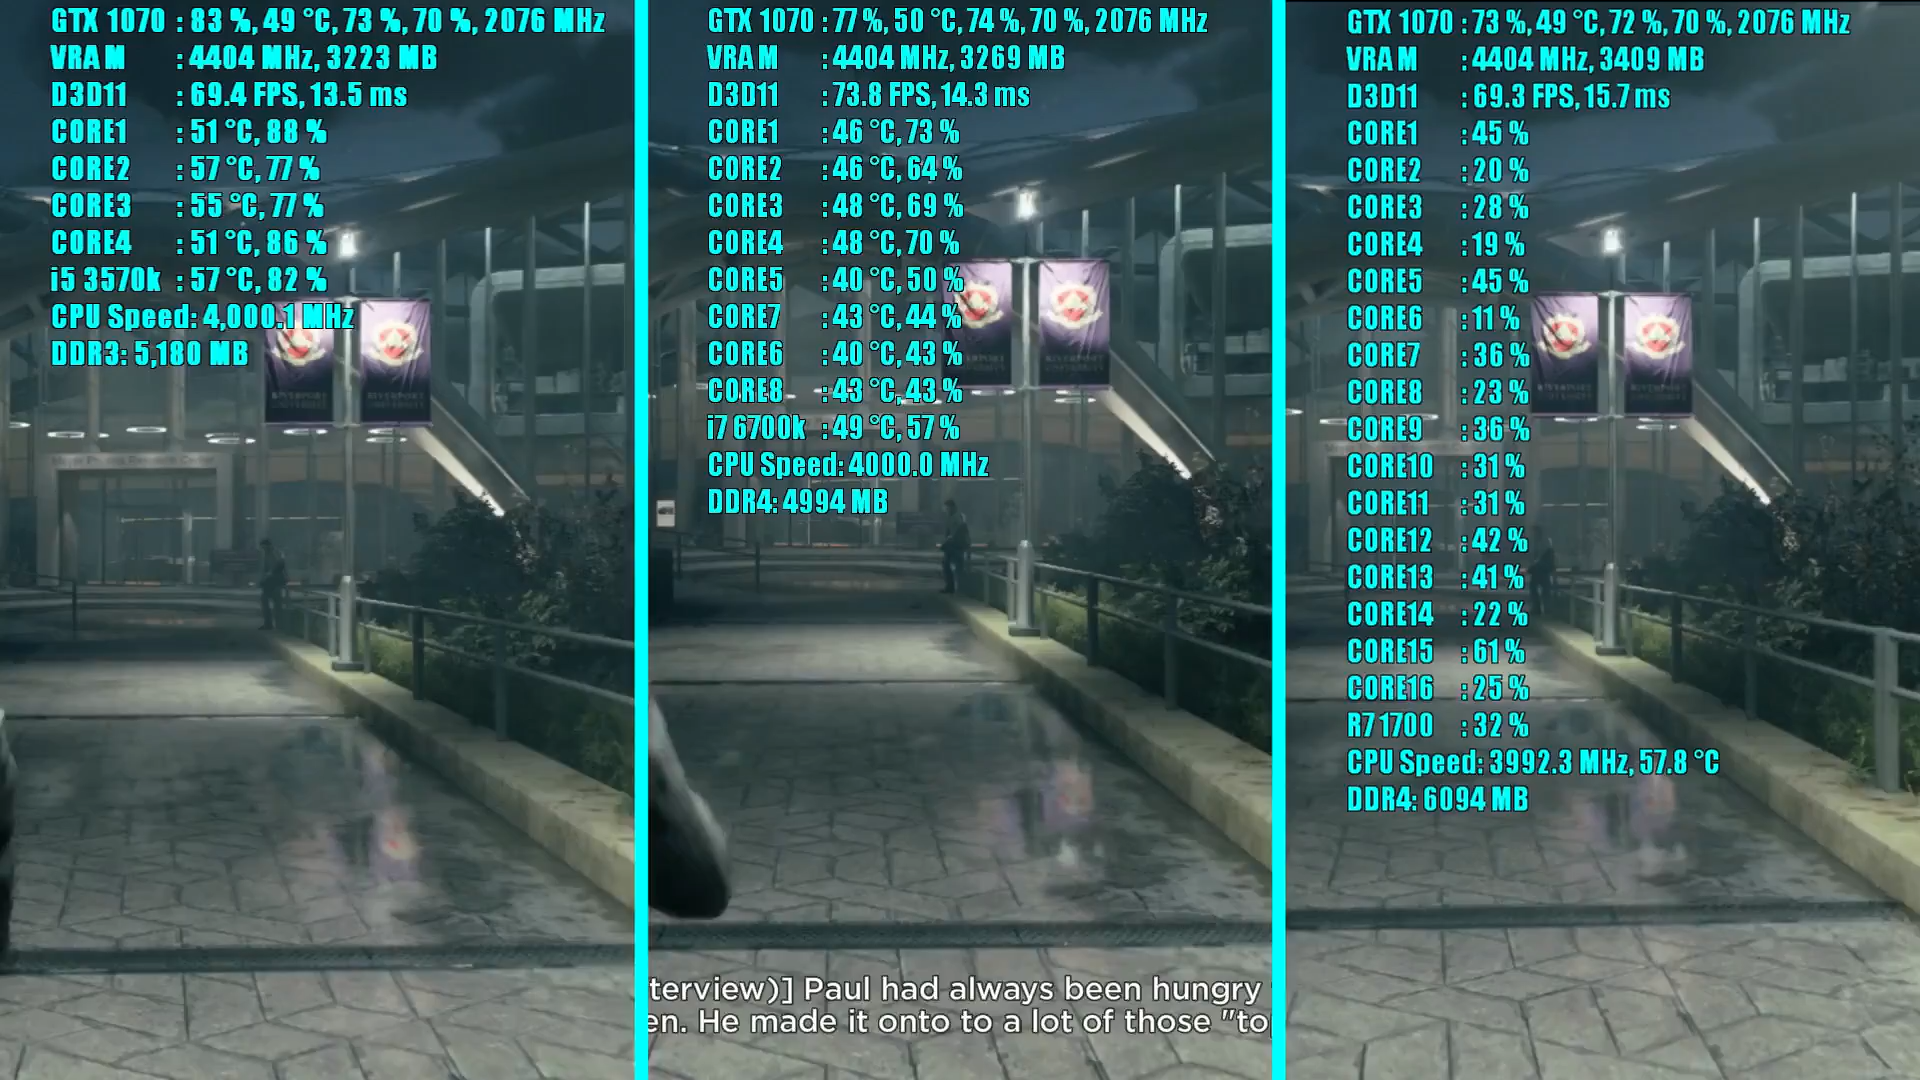 GTX 1070 : 83 %, 49 °C, 73 %, 70 %, 2076 MHz
VRAM : 4404 MHz, 3223 MB
D3D11 : 69.4 FPS, 13.5 ms
CORE1 : 51 °C, 88 %
CORE2 : 57 °C, 77 %
CORE3 : 55 °C, 77 %
CORE4 : 51 °C, 86 %
i5 3570k : 57 °C, 82 %
CPU Speed: 4,000.1 MHz
DDR3: 5,180 MB
RIVERPORT
UNIVERSITY
GTX 1070 : 77 %, 50 °C, 74 %, 70 %, 2076 MHz
VRAM : 4404 MHz, 3269 MB
D3D11 : 73.8 FPS, 14.3 ms
CORE1 : 46 °C, 73 %
CORE2 : 46 °C, 64 %
CORE3 : 48 °C, 69 %
CORE4 : 48 °C, 70 %
CORE5 : 40 °C, 50 %
CORE7 : 43 °C, 44 %
CORE6 : 40 °C, 43 %
CORE8 : 43 °C, 43 %
i7 6700k : 49 °C, 57 %
CPU Speed: 4000.0 MHz
DDR4: 4994 MB
RIVERPORT
UNIVERSITY
terview)] Paul had always been hungry
en. He made it onto to a lot of those "to
GTX 1070 : 73 %, 49 °C, 72 %, 70 %, 2076 MHz
VRAM : 4404 MHz, 3409 MB
D3D11 : 69.3 FPS, 15.7 ms
CORE1 : 45 %
CORE2 : 20 %
CORE3 : 28 %
CORE4 : 19 %
CORE5 : 45 %
CORE6 : 11 %
CORE7 : 36 %
CORE8 : 23 %
CORE9 : 36 %
CORE10 : 31 %
CORE11 : 31 %
CORE12 : 42 %
CORE13 : 41 %
CORE14 : 22 %
CORE15 : 61 %
CORE16 : 25 %
R7 1700 : 32 %
CPU Speed: 3992.3 MHz, 57.8 °C
DDR4: 6094 MB
RIVERPORT
UNIVERSITY